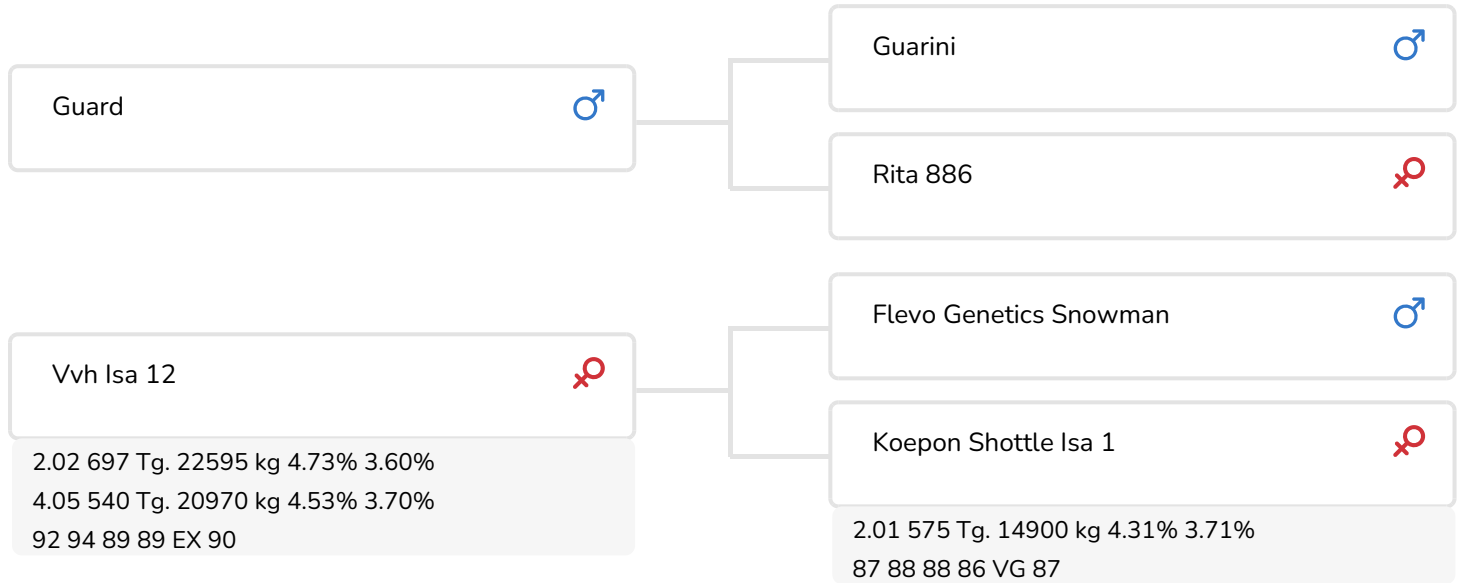 Guard
Vvh Isa 12
2.02 697 Tg. 22595 kg 4.73% 3.60%
4.05 540 Tg. 20970 kg 4.53% 3.70%
92 94 89 89 EX 90
Guarini
Rita 886
Flevo Genetics Snowman
Koepon Shottle Isa 1
2.01 575 Tg. 14900 kg 4.31% 3.71%
87 88 88 86 VG 87